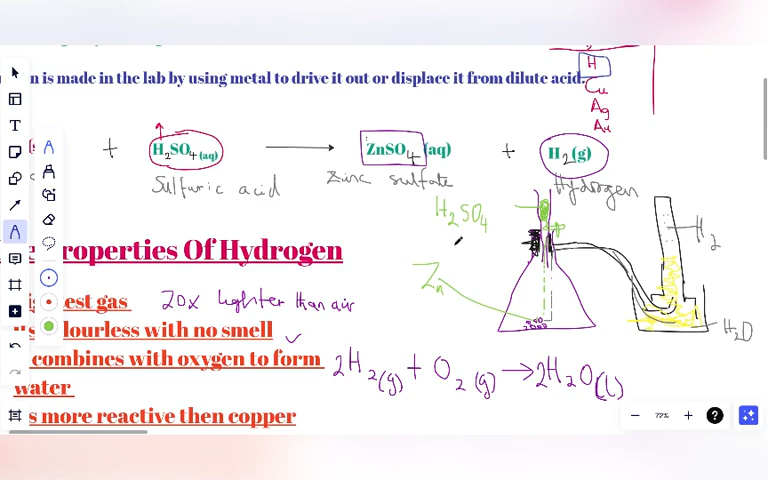 H
n is made in the lab by using metal to drive it out or displace it from dilute acid.
Cu
Ag
Au
+ H2SO4(aq) → ZnSO4(aq) + H2(g)
Sulfuric acid Zinc sulfate Hydrogen
H2SO4
H2
Properties Of Hydrogen
Zn
est gas 20x lighter than air
lourless with no smell
H2O
combines with oxygen to form
2H2(g) + O2(g) → 2H2O(l)
water
s more reactive then copper
72%